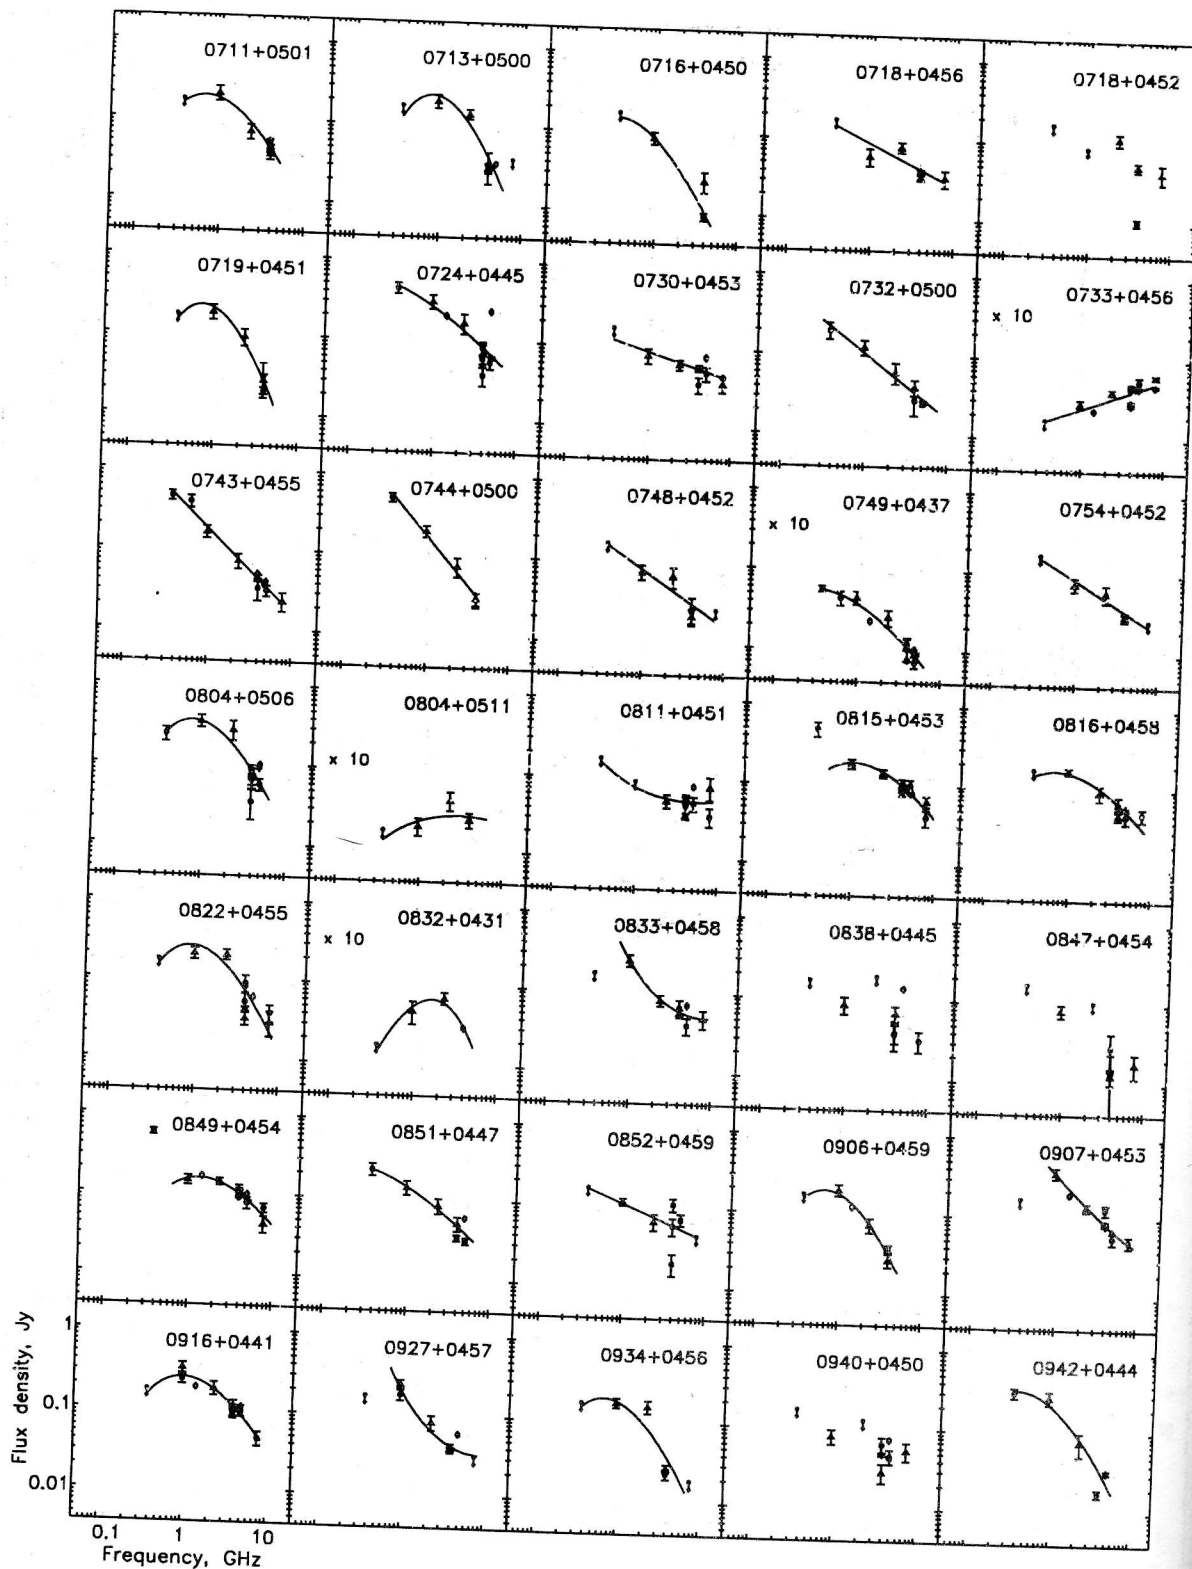 0711+0501 0713+0500 0716+0450 0718+0456 0718+0452
0719+0451 0724+0445 0730+0453 0732+0500 0733+0456
x 10
0743+0455 0744+0500 0748+0452 0749+0437 0754+0452
x 10
0804+0506 0804+0511 0811+0451 0815+0453 0816+0458
x 10
0822+0455 0832+0431 0833+0458 0838+0445 0847+0454
x 10
0849+0454 0851+0447 0852+0459 0906+0459 0907+0453
0916+0441 0927+0457 0934+0456 0940+0450 0942+0444
Flux density, Jy
1
0.1
0.01
0.1 1 10
Frequency, GHz